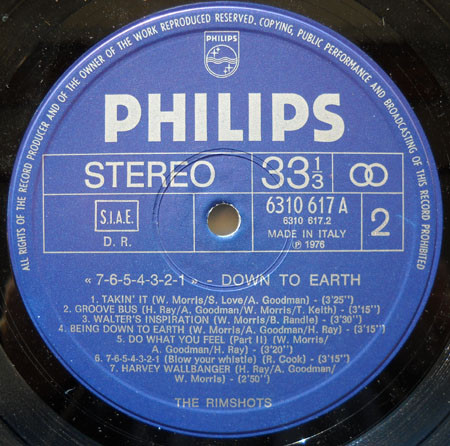 ALL RIGHTS OF THE RECORD PRODUCER AND OF THE OWNER OF THE WORK REPRODUCED RESERVED. COPYING, PUBLIC PERFORMANCE AND BROADCASTING OF THIS RECORD PROHIBITED
PHILIPS
PHILIPS
STEREO 33 1/3
S.I.A.E.
D. R.
6310 617 A
6310 617.2
MADE IN ITALY
℗ 1976
2
« 7-6-5-4-3-2-1 » - DOWN TO EARTH
1. TAKIN' IT (W. Morris/S. Love/A. Goodman) - (3'25")
2. GROOVE BUS (H. Ray/A. Goodman/W. Morris/T. Keith) - (3'15")
3. WALTER'S INSPIRATION (W. Morris/B. Randle) - (3'30")
4. BEING DOWN TO EARTH (W. Morris/A. Goodman/H. Ray) - (3'15")
5. DO WHAT YOU FEEL (Part II) (W. Morris/
A. Goodman/H. Ray) - (3'20")
6. 7-6-5-4-3-2-1 (Blow your whistle) (R. Cook) - (3'15")
7. HARVEY WALLBANGER (H. Ray/A. Goodman/
W. Morris) - (2'50")
THE RIMSHOTS